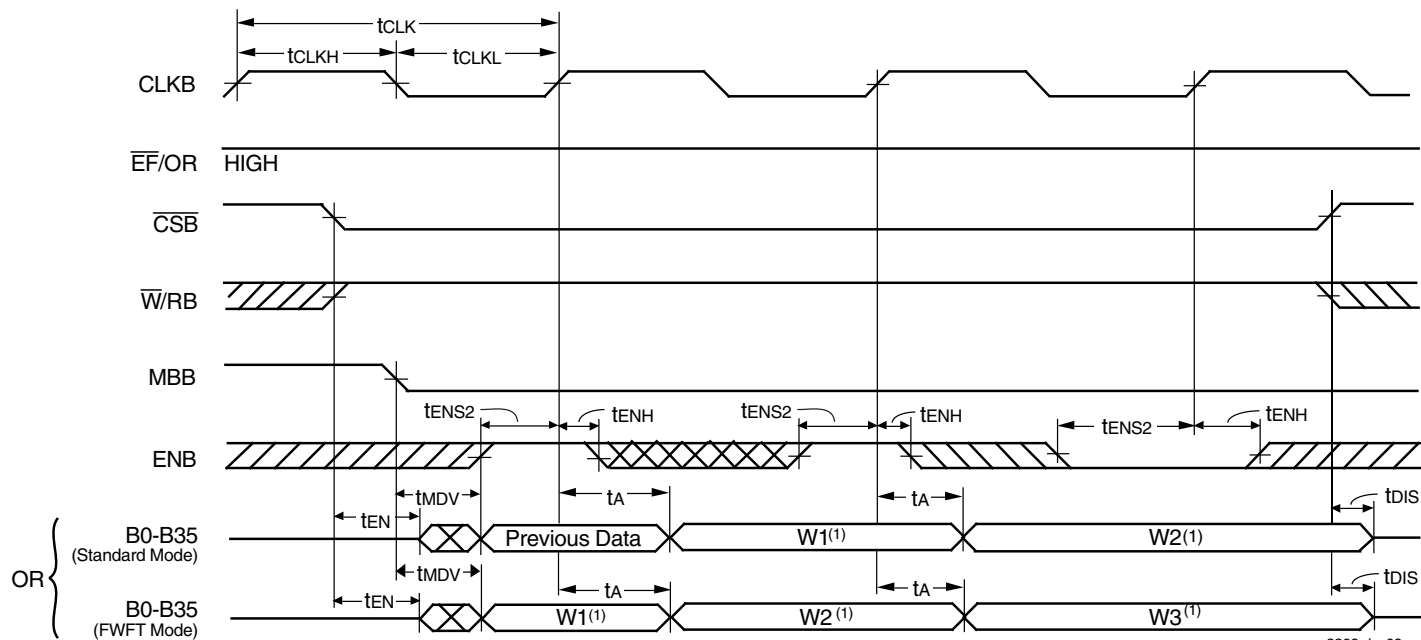 tCLK
tCLKH tCLKL
CLKB
EF/OR HIGH
CSB
W/RB
MBB
tENS2 tENH tENS2 tENH tENS2 tENH
ENB
tMDV tA tA tDIS
tEN
B0-B35 Previous Data W1(1) W2(1)
(Standard Mode)
OR
tMDV tA tA tDIS
tEN
B0-B35 W1(1) W2(1) W3(1)
(FWFT Mode)